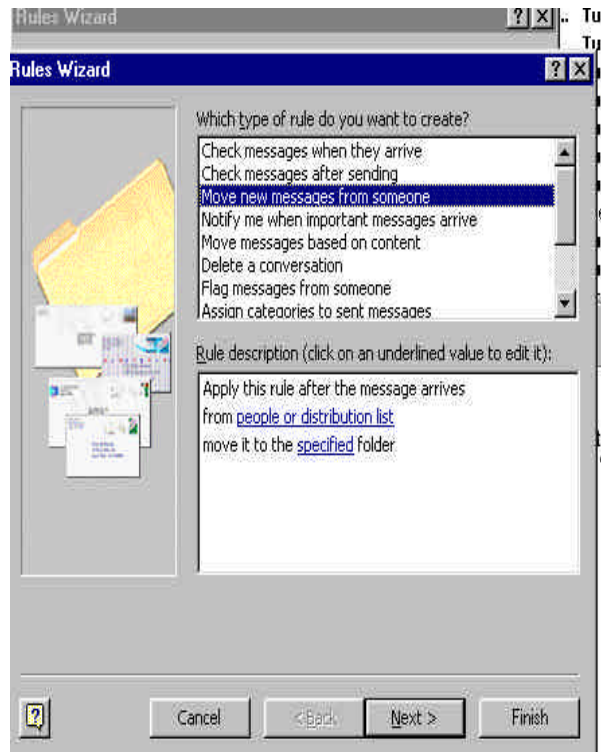 Rules Wizard
.. Tu
Tu
Rules Wizard
Which type of rule do you want to create?
Check messages when they arrive
Check messages after sending
Move new messages from someone
Notify me when important messages arrive
Move messages based on content
Delete a conversation
Flag messages from someone
Assign categories to sent messages
Rule description (click on an underlined value to edit it):
Apply this rule after the message arrives
from people or distribution list
move it to the specified folder
Cancel
< Back
Next >
Finish